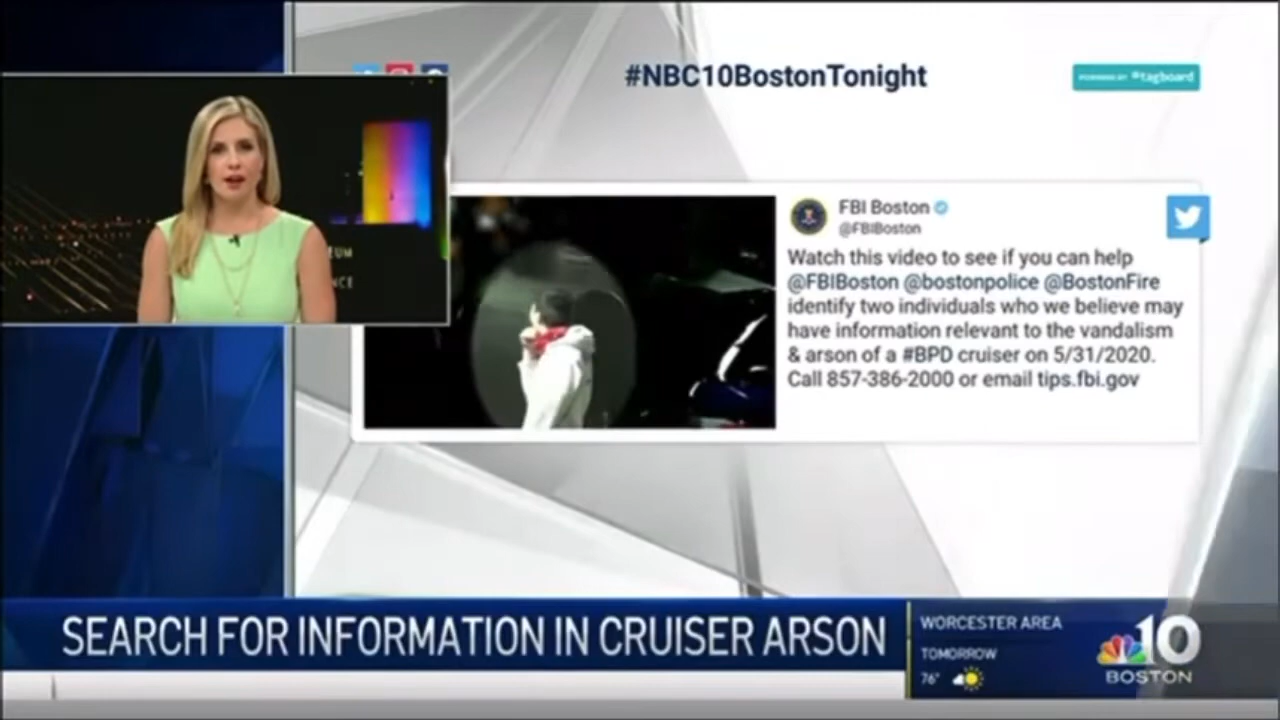 #NBC10BostonTonight
POWERED BY tagboard
FBI Boston
@FBIBoston
Watch this video to see if you can help
@FBIBoston @bostonpolice @BostonFire
identify two individuals who we believe may
have information relevant to the vandalism
& arson of a #BPD cruiser on 5/31/2020.
Call 857-386-2000 or email tips.fbi.gov
SEARCH FOR INFORMATION IN CRUISER ARSON
WORCESTER AREA
TOMORROW
76°
10
BOSTON